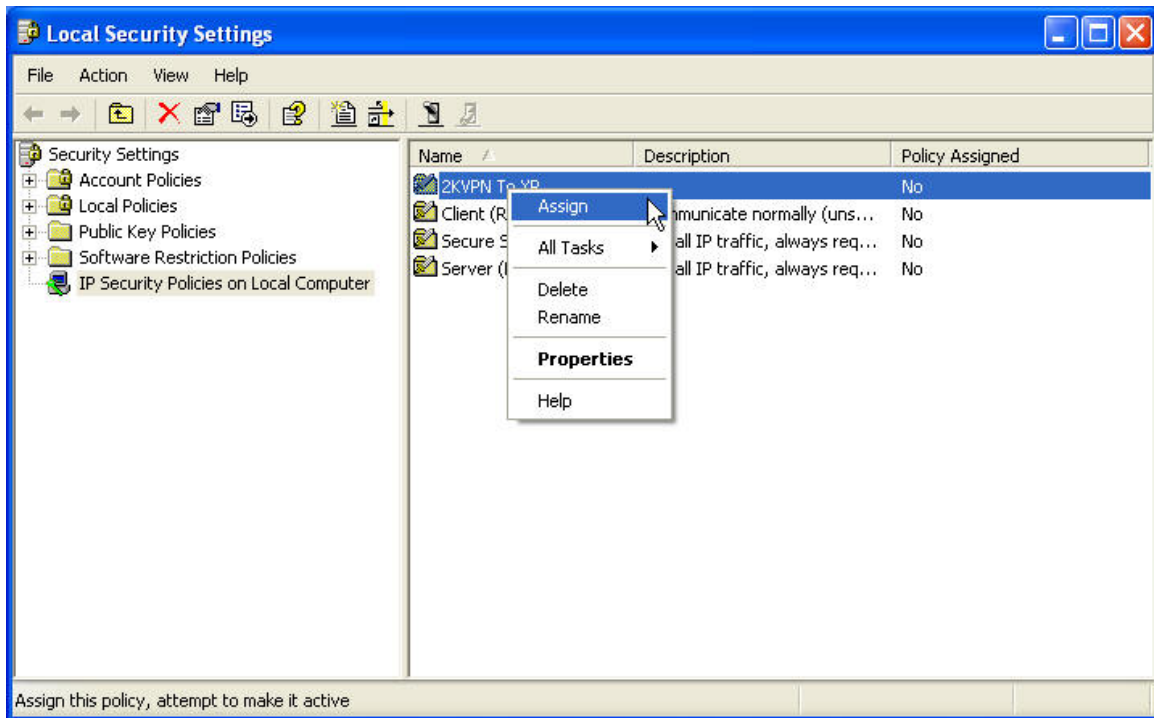 Local Security Settings
File Action View Help
Security Settings
Account Policies
Local Policies
Public Key Policies
Software Restriction Policies
IP Security Policies on Local Computer
Name Description Policy Assigned
2KVPN To XP No
Client (R mmunicate normally (uns... No
Secure S all IP traffic, always req... No
Server ( all IP traffic, always req... No
Assign
All Tasks
Delete
Rename
Properties
Help
Assign this policy, attempt to make it active